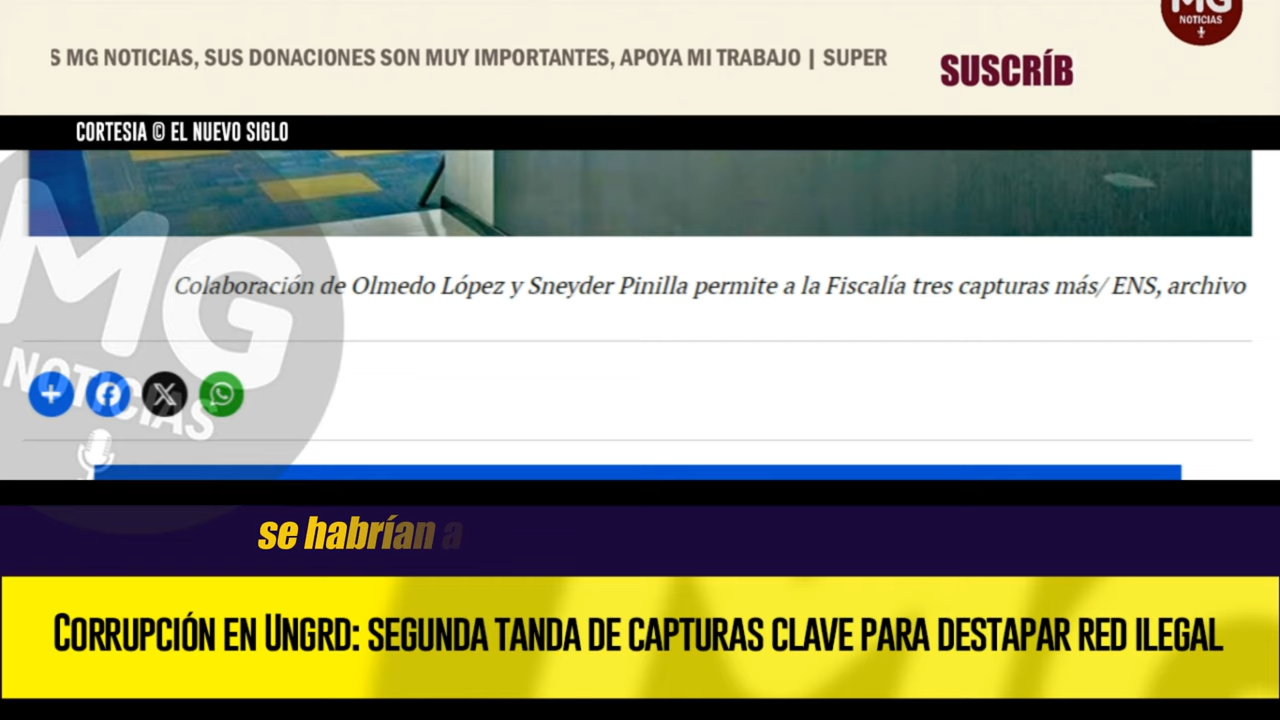 MG
NOTICIAS
S MG NOTICIAS, SUS DONACIONES SON MUY IMPORTANTES, APOYA MI TRABAJO | SUPER
SUSCRÍB
CORTESIA © EL NUEVO SIGLO
MG
NOTICIAS
Colaboración de Olmedo López y Sneyder Pinilla permite a la Fiscalía tres capturas más/ ENS, archivo
se habrían a
CORRUPCIÓN EN UNGRD: SEGUNDA TANDA DE CAPTURAS CLAVE PARA DESTAPAR RED ILEGAL